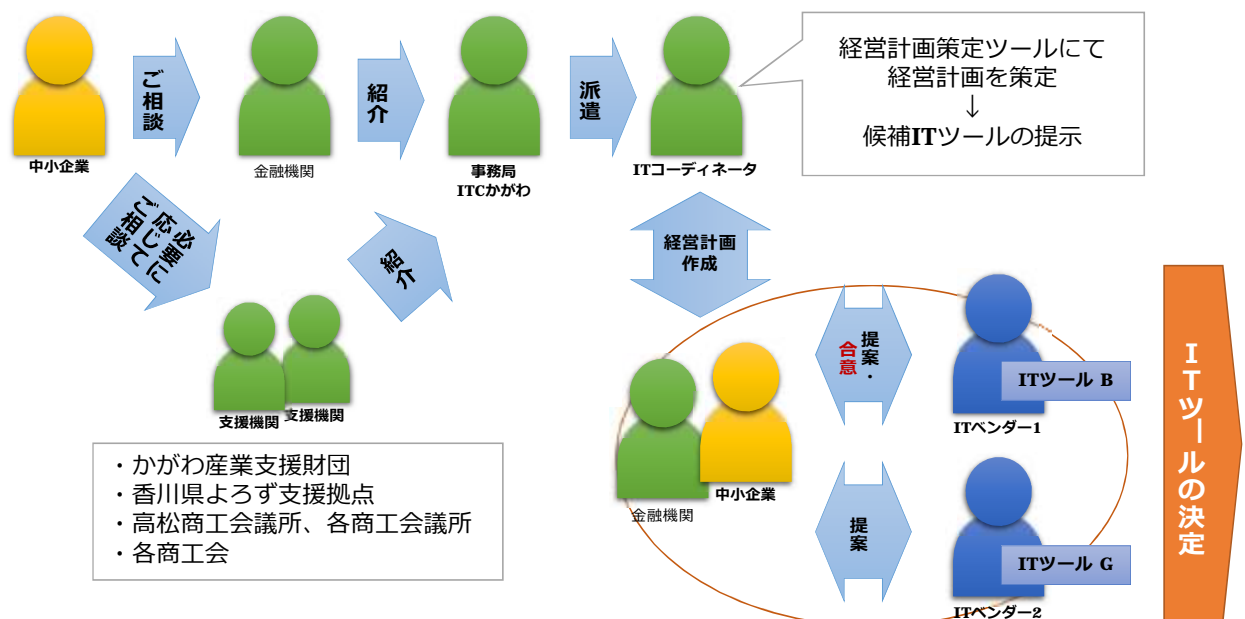 ご相談
紹介
派遣
経営計画策定ツールにて
経営計画を策定
↓
候補ITツールの提示
中小企業
金融機関
事務局
ITCかがわ
ITコーディネータ
必要に
応じて
ご相談
紹介
経営計画
作成
支援機関
支援機関
・かがわ産業支援財団
・香川県よろず支援拠点
・高松商工会議所、各商工会議所
・各商工会
提案・
合意
ITツール B
ITベンダー1
中小企業
金融機関
提案
ITツール G
ITベンダー2
ITツールの決定